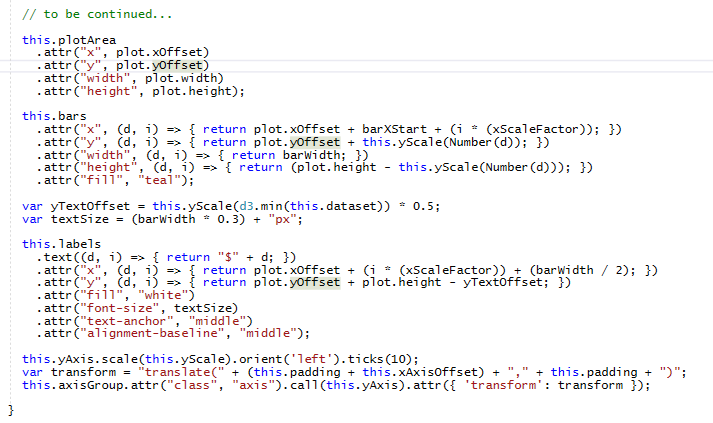 // to be continued...
this.plotArea
.attr("x", plot.xOffset)
.attr("y", plot.yOffset)
.attr("width", plot.width)
.attr("height", plot.height);
this.bars
.attr("x", (d, i) => { return plot.xOffset + barXStart + (i * (xScaleFactor)); })
.attr("y", (d, i) => { return plot.yOffset + this.yScale(Number(d)); })
.attr("width", (d, i) => { return barWidth; })
.attr("height", (d, i) => { return (plot.height - this.yScale(Number(d))); })
.attr("fill", "teal");
var yTextOffset = this.yScale(d3.min(this.dataset)) * 0.5;
var textSize = (barWidth * 0.3) + "px";
this.labels
.text((d, i) => { return "$" + d; })
.attr("x", (d, i) => { return plot.xOffset + (i * (xScaleFactor)) + (barWidth / 2); })
.attr("y", (d, i) => { return plot.yOffset + plot.height - yTextOffset; })
.attr("fill", "white")
.attr("font-size", textSize)
.attr("text-anchor", "middle")
.attr("alignment-baseline", "middle");
this.yAxis.scale(this.yScale).orient('left').ticks(10);
var transform = "translate(" + (this.padding + this.xAxisOffset) + "," + this.padding + ")";
this.axisGroup.attr("class", "axis").call(this.yAxis).attr({ 'transform': transform });
}